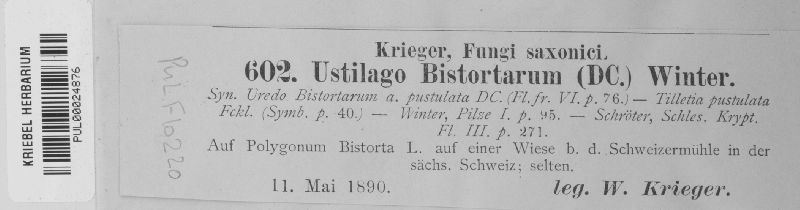 KRIEBEL HERBARIUM
PUL00024876
PULF10220
Krieger, Fungi saxonici.
602. Ustilago Bistortarum (DC.) Winter.
Syn. Uredo Bistortarum a. pustulata DC. (Fl. fr. VI. p. 76.) — Tilletia pustulata
Fckl. (Symb. p. 40.) — Winter, Pilze I. p. 95. — Schröter, Schles. Krypt.
Fl. III. p. 271.
Auf Polygonum Bistorta L. auf einer Wiese b. d. Schweizermühle in der
sächs. Schweiz; selten.
11. Mai 1890. leg. W. Krieger.